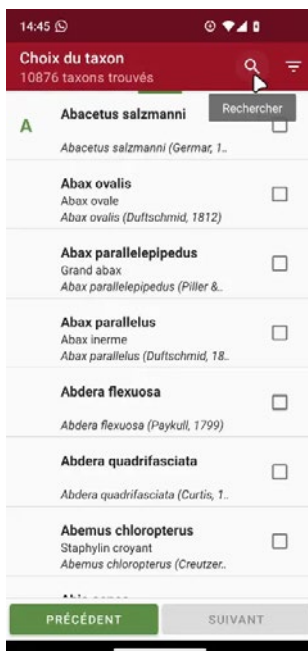 14:45
Choix du taxon
10876 taxons trouvés
Rechercher
A
Abacetus salzmanni
Abacetus salzmanni (Germar, 1..
Abax ovalis
Abax ovale
Abax ovalis (Duftschmid, 1812)
Abax parallelepipedus
Grand abax
Abax parallelepipedus (Piller &..
Abax parallelus
Abax inerme
Abax parallelus (Duftschmid, 18..
Abdera flexuosa
Abdera flexuosa (Paykull, 1799)
Abdera quadrifasciata
Abdera quadrifasciata (Curtis, 1..
Abemus chloropterus
Staphylin croyant
Abemus chloropterus (Creutzer..
PRÉCÉDENT
SUIVANT